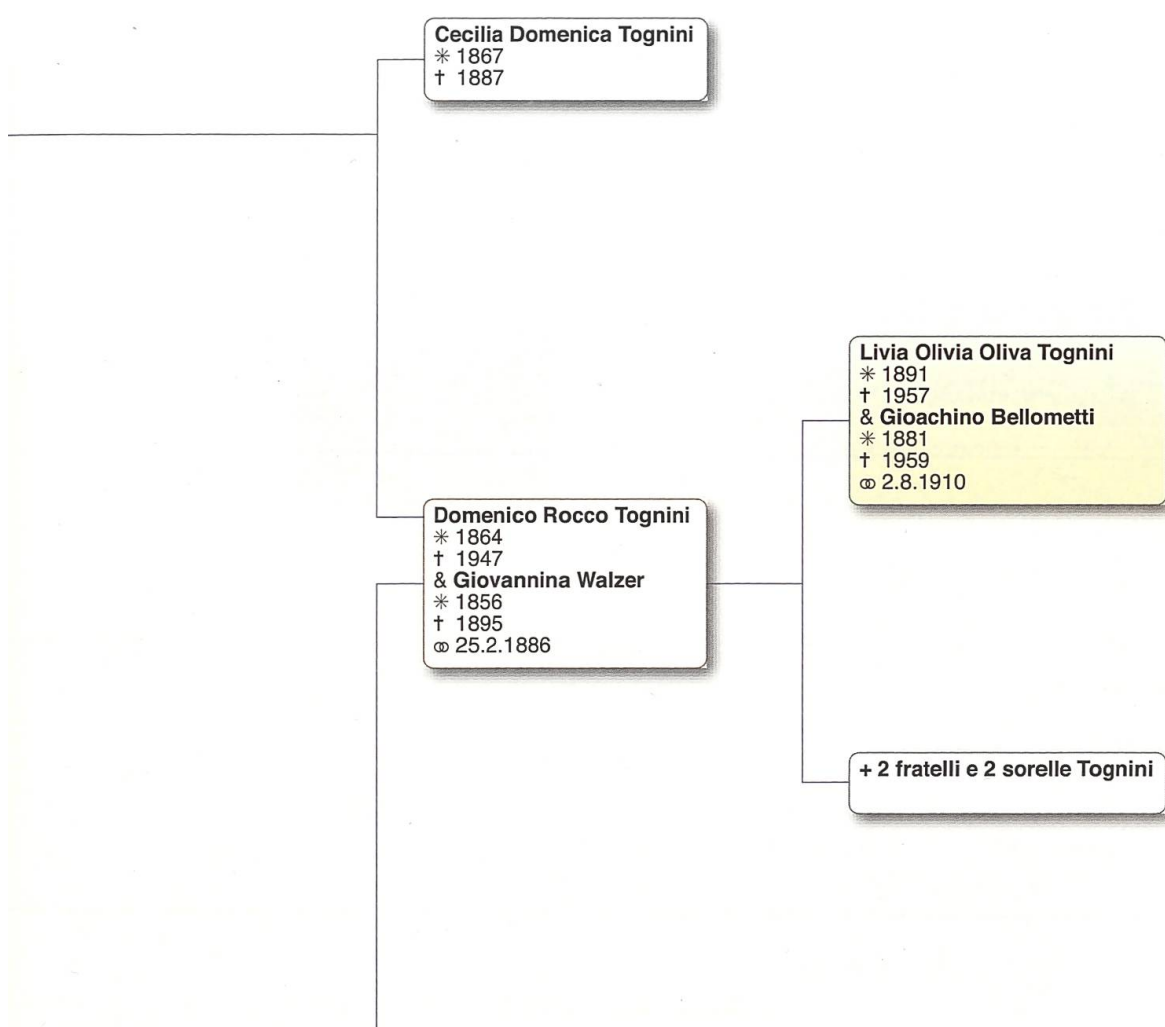 Cecilia Domenica Tognini
✳ 1867
† 1887
Livia Olivia Oliva Tognini
✳ 1891
† 1957
& Gioachino Bellometti
✳ 1881
† 1959
⚭ 2.8.1910
Domenico Rocco Tognini
✳ 1864
† 1947
& Giovannina Walzer
✳ 1856
† 1895
⚭ 25.2.1886
+ 2 fratelli e 2 sorelle Tognini